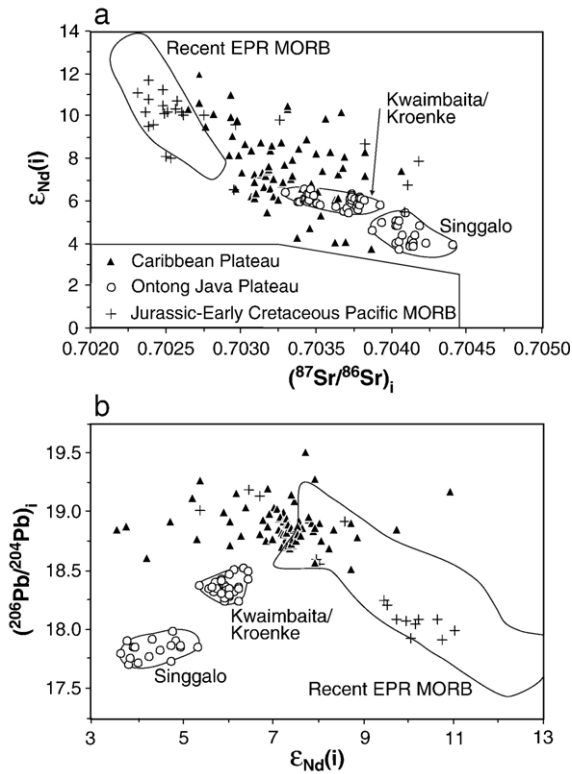 a
14
12
10
8
6
4
2
0
εNd(i)
Recent EPR MORB
Kwaimbaita/
Kroenke
Singgalo
▲ Caribbean Plateau
○ Ontong Java Plateau
+ Jurassic-Early Cretaceous Pacific MORB
0.7020 0.7025 0.7030 0.7035 0.7040 0.7045 0.7050
(⁸⁷Sr/⁸⁶Sr)i
b
19.5
19.0
18.5
18.0
17.5
(²⁰⁶Pb/²⁰⁴Pb)i
Kwaimbaita/
Kroenke
Singgalo
Recent EPR MORB
3 5 7 9 11 13
εNd(i)